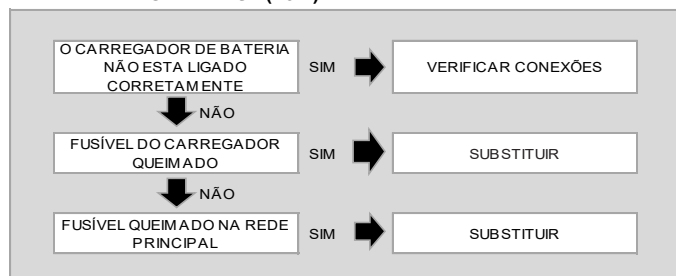 O CARREGADOR DE BATERIA
NÃO ESTA LIGADO
CORRETAMENTE
SIM
VERIFICAR CONEXÕES
NÃO
FUSÍVEL DO CARREGADOR
QUEIMADO
SIM
SUBSTITUIR
NÃO
FUSÍVEL QUEIMADO NA REDE
PRINCIPAL
SIM
SUBSTITUIR